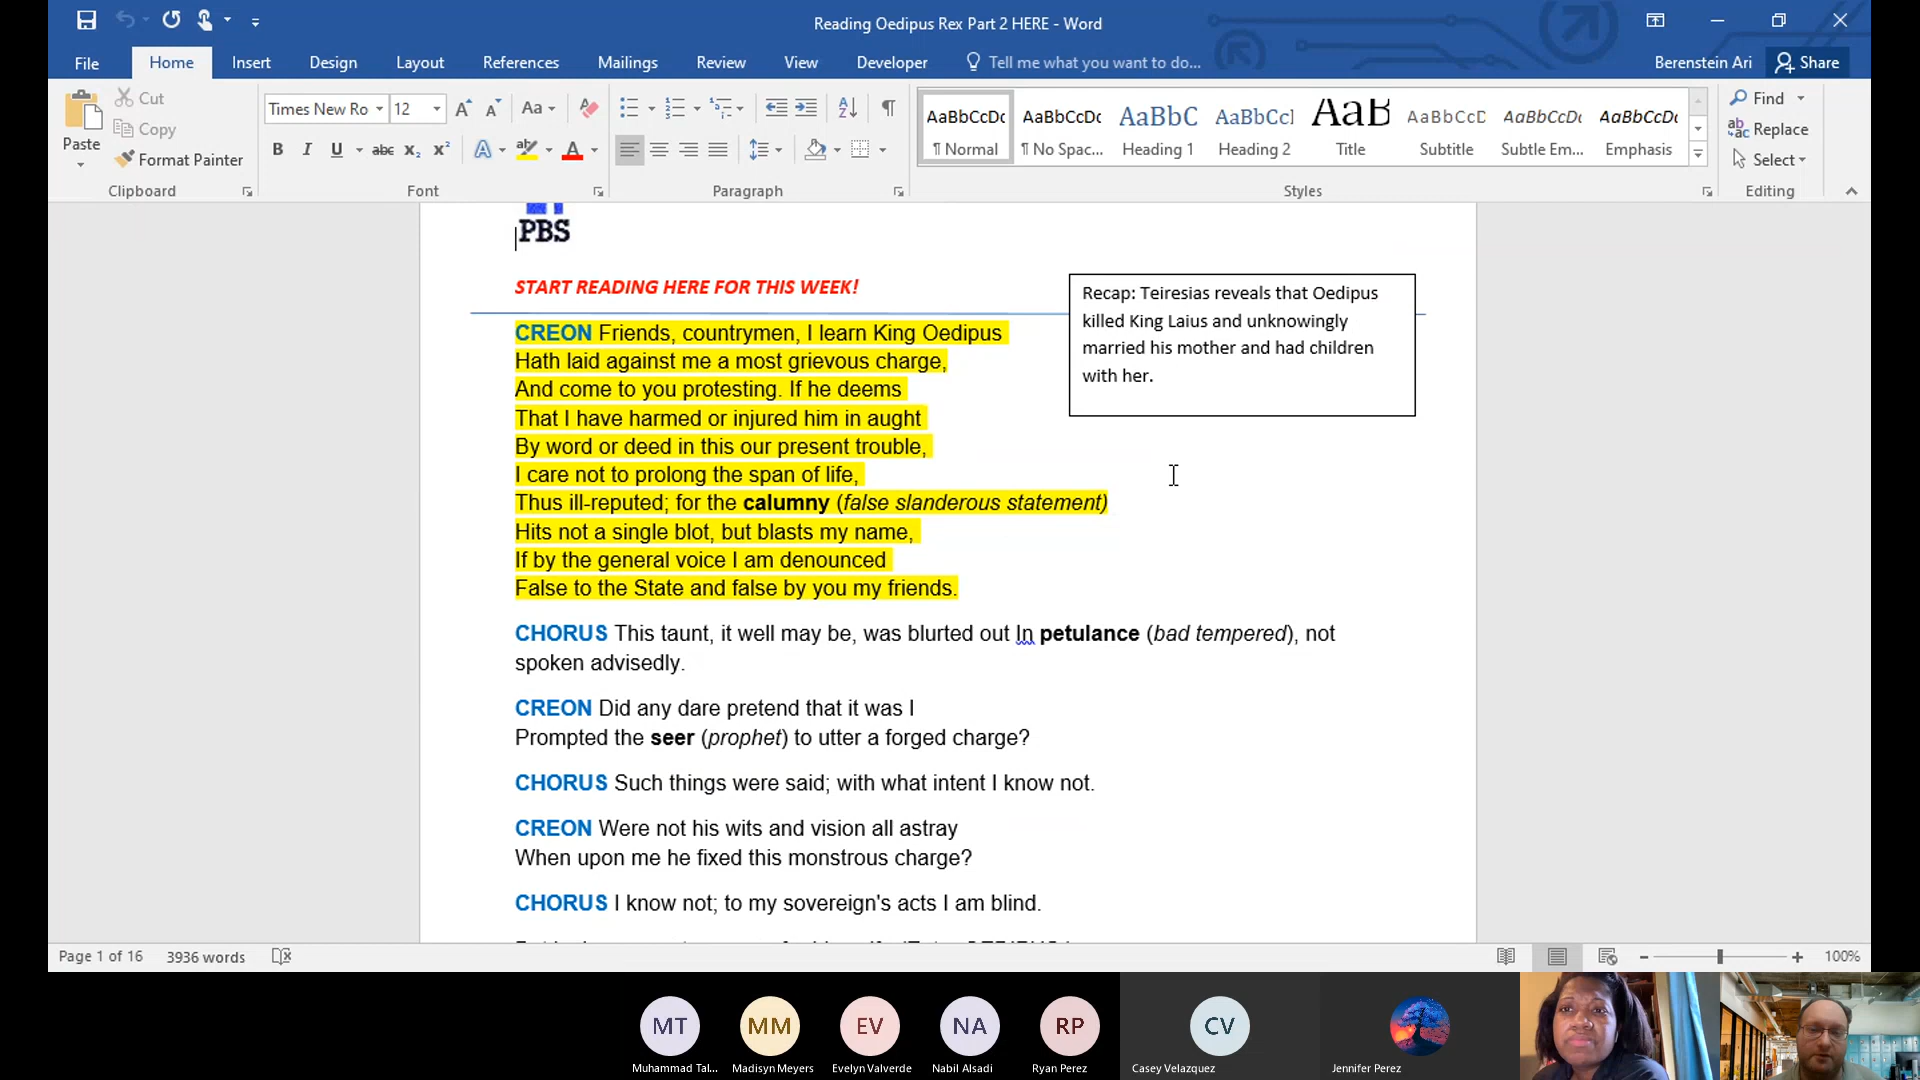 Reading Oedipus Rex Part 2 HERE - Word
File Home Insert Design Layout References Mailings Review View Developer Tell me what you want to do... Berenstein Ari Share
Paste Cut
Copy
Format Painter
Clipboard
Times New Ro 12 Aa
B I U abc X₂ X² A ab A
Font
Paragraph
AaBbCcDc AaBbCcDc AaBbC AaBbCcI AaB AaBbCcD AaBbCcDc AaBbCcDc
¶ Normal ¶ No Spac... Heading 1 Heading 2 Title Subtitle Subtle Em... Emphasis
Styles
Find
Replace
Select
Editing
PBS
START READING HERE FOR THIS WEEK!
Recap: Teiresias reveals that Oedipus
killed King Laius and unknowingly
married his mother and had children
with her.
CREON Friends, countrymen, I learn King Oedipus
Hath laid against me a most grievous charge,
And come to you protesting. If he deems
That I have harmed or injured him in aught
By word or deed in this our present trouble,
I care not to prolong the span of life,
Thus ill-reputed; for the calumny (false slanderous statement)
Hits not a single blot, but blasts my name,
If by the general voice I am denounced
False to the State and false by you my friends.
CHORUS This taunt, it well may be, was blurted out In petulance (bad tempered), not
spoken advisedly.
CREON Did any dare pretend that it was I
Prompted the seer (prophet) to utter a forged charge?
CHORUS Such things were said; with what intent I know not.
CREON Were not his wits and vision all astray
When upon me he fixed this monstrous charge?
CHORUS I know not; to my sovereign's acts I am blind.
Page 1 of 16 3936 words 100%
MT MM EV NA RP CV
Muhammad Tal... Madisyn Meyers Evelyn Valverde Nabil Alsadi Ryan Perez Casey Velazquez Jennifer Perez